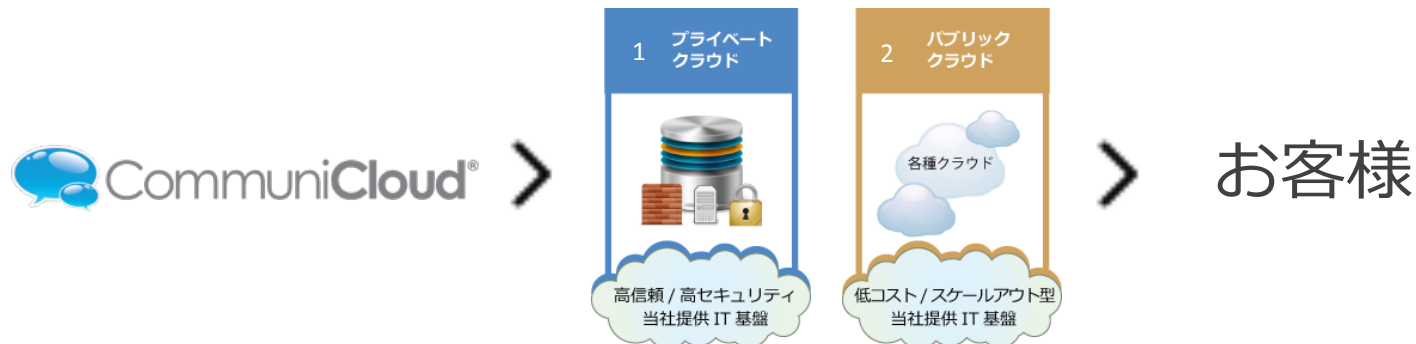 CommuniCloud®
1
プライベート
クラウド
高信頼 / 高セキュリティ
当社提供 IT 基盤
2
パブリック
クラウド
各種クラウド
低コスト / スケールアウト型
当社提供 IT 基盤
お客様